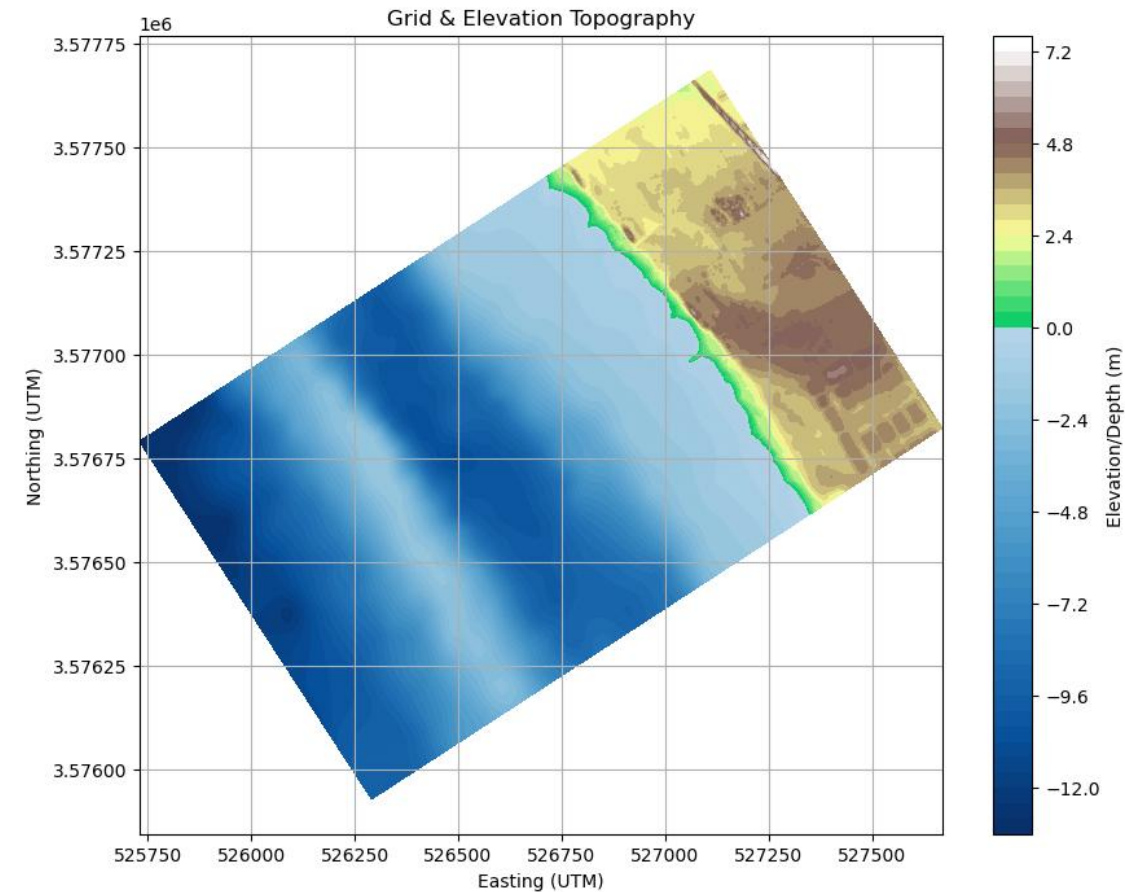 Grid & Elevation Topography
1e6
3.57775
3.57750
3.57725
3.57700
3.57675
3.57650
3.57625
3.57600
Northing (UTM)
525750 526000 526250 526500 526750 527000 527250 527500
Easting (UTM)
7.2
4.8
2.4
0.0
−2.4
−4.8
−7.2
−9.6
−12.0
Elevation/Depth (m)